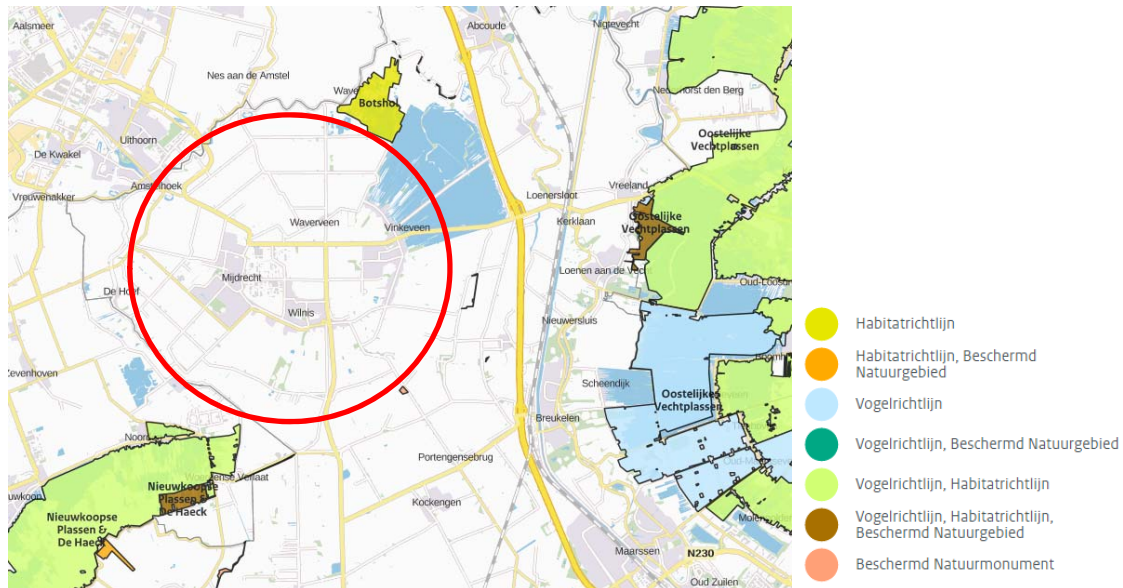 Aalsmeer
Abcoude
Nigtevecht
Nes aan de Amstel
Botshol
Oostelijke
Vechtplassen
Uithoorn
De Kwakel
Amstelhoek
Vreeland
Vreuwenakker
Loenersloot
Waverveen
Kerklaan
Oostelijke
Vechtplassen
Vinkeveen
Loenen aan de Vecht
Mijdrecht
De Hoef
Wilnis
Nieuwersluis
Scheendijk
Oostelijke
Vechtplassen
Breukelen
Portengensebrug
Nieuwkoopse
Plassen &
De Haeck
Kockengen
Nieuwkoopse
Plassen &
De Haeck
Maarssen
N230
Oud Zuilen
Habitatrichtlijn
Habitatrichtlijn, Beschermd
Natuurgebied
Vogelrichtlijn
Vogelrichtlijn, Beschermd Natuurgebied
Vogelrichtlijn, Habitatrichtlijn
Vogelrichtlijn, Habitatrichtlijn,
Beschermd Natuurgebied
Beschermd Natuurmonument